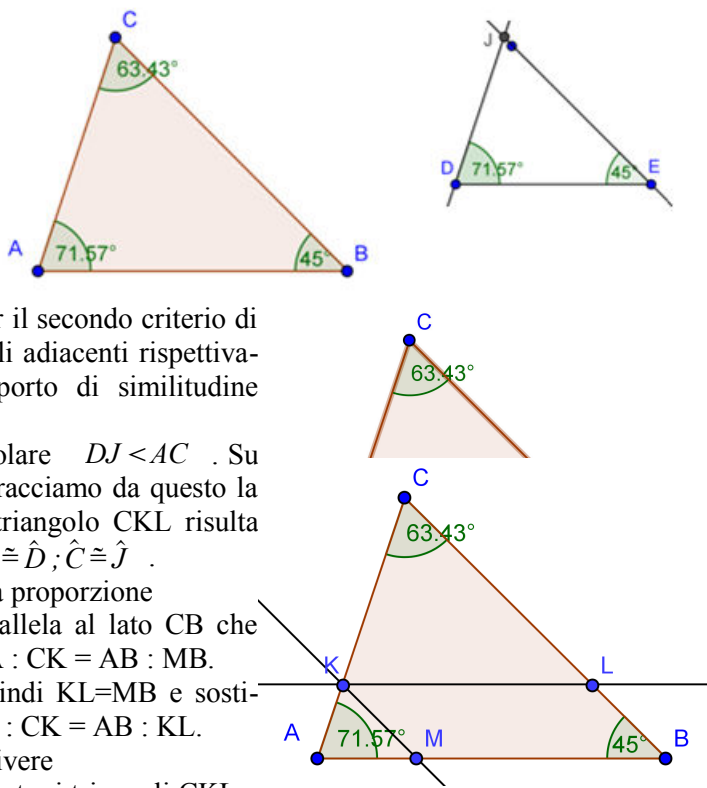 C
63.43°
A
71.57°
45°
B
J
D
71.57°
45°
E
r il secondo criterio di
li adiacenti rispettiva-
porto di similitudine
olare DJ < AC . Su
racciamo da questo la
triangolo CKL risulta
≅ D̂ ; Ĉ ≅ Ĵ .
a proporzione
allela al lato CB che
A : CK = AB : MB.
indi KL=MB e sosti-
: CK = AB : KL.
ivere
C
63.43°
C
63.43°
K
L
A
71.57°
M
45°
B